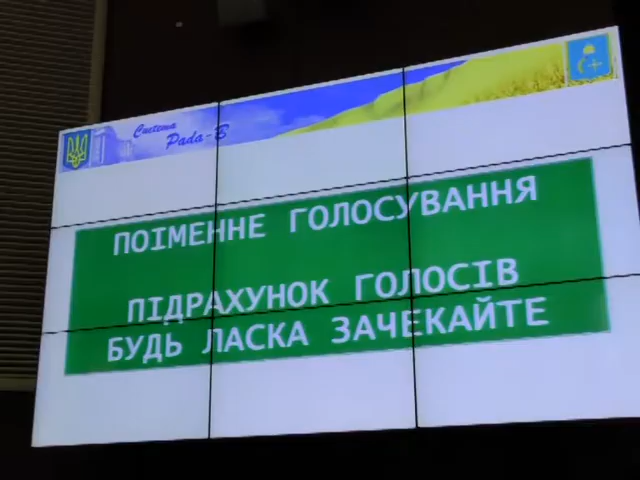 Система
Рада-В
ПОІМЕННЕ ГОЛОСУВАННЯ
ПІДРАХУНОК ГОЛОСІВ
БУДЬ ЛАСКА ЗАЧЕКАЙТЕ